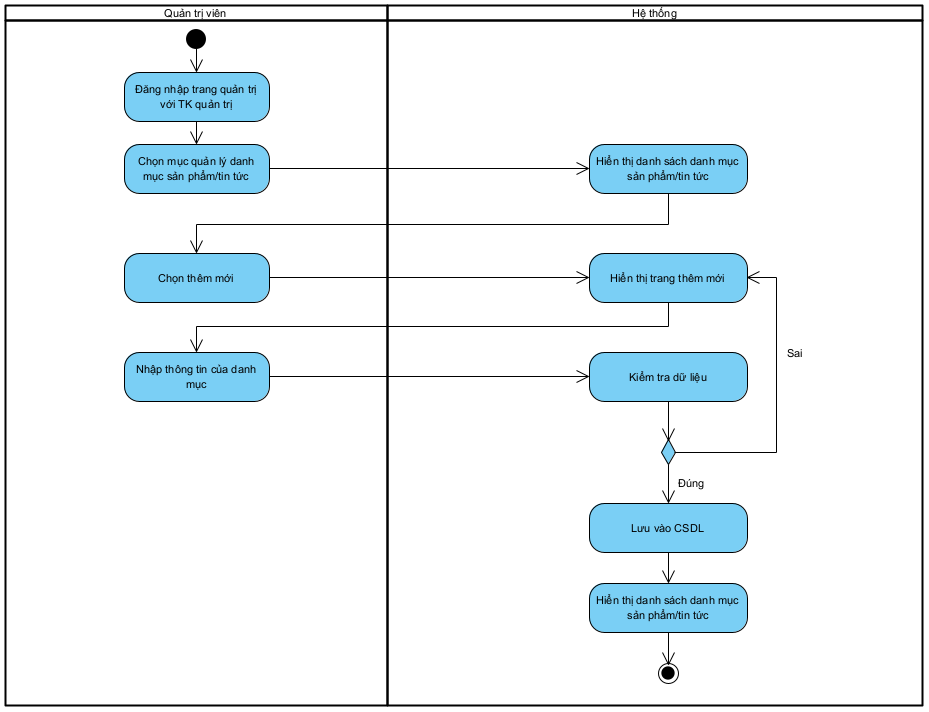 Quản trị viên
Hệ thống
Đăng nhập trang quản trị
với TK quản trị
Chọn mục quản lý danh
mục sản phẩm/tin tức
Hiển thị danh sách danh mục
sản phẩm/tin tức
Chọn thêm mới
Hiển thị trang thêm mới
Sai
Nhập thông tin của danh
mục
Kiểm tra dữ liệu
Đúng
Lưu vào CSDL
Hiển thị danh sách danh mục
sản phẩm/tin tức